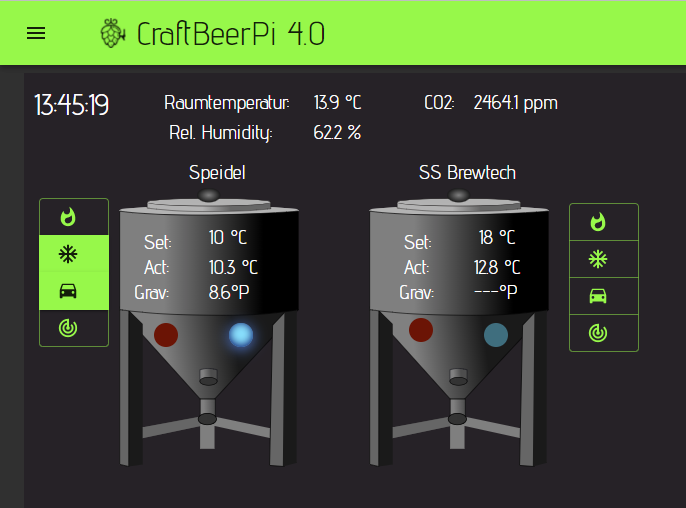 CraftBeerPi 4.0
13:45:19
Raumtemperatur: 13.9 °C CO2: 2464.1 ppm
Rel. Humidity: 62.2 %
Speidel SS Brewtech
Set: 10 °C
Act: 10.3 °C
Grav: 8.6°P
Set: 18 °C
Act: 12.8 °C
Grav: ---°P